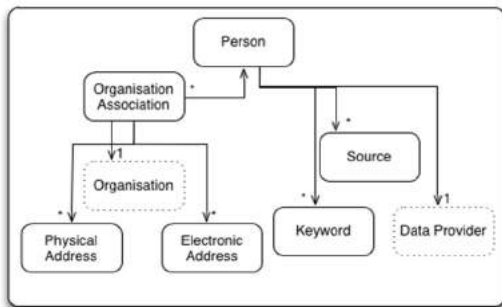 Person
Organisation
Association
*
*
1
Source
Organisation
*
*
*
1
Physical
Address
Electronic
Address
Keyword
Data Provider